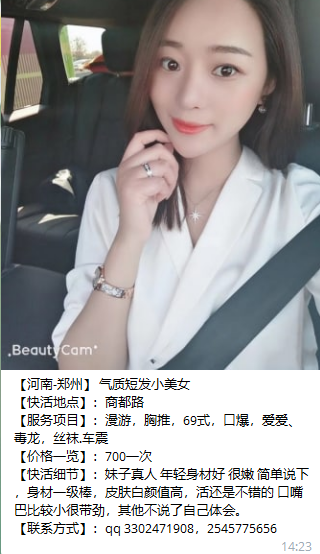 BeautyCam
【河南-郑州】 气质短发小美女
【快活地点】：商都路
【服务项目】：漫游，胸推，69式，口爆，爱爱、
毒龙，丝袜.车震
【价格一览】：700一次
【快活细节】：妹子真人 年轻身材好 很嫩 简单说下
，身材一级棒，皮肤白颜值高，活还是不错的 口嘴
巴比较小很带劲，其他不说了自己体会。
【联系方式】：qq 3302471908，2545775656
14:23